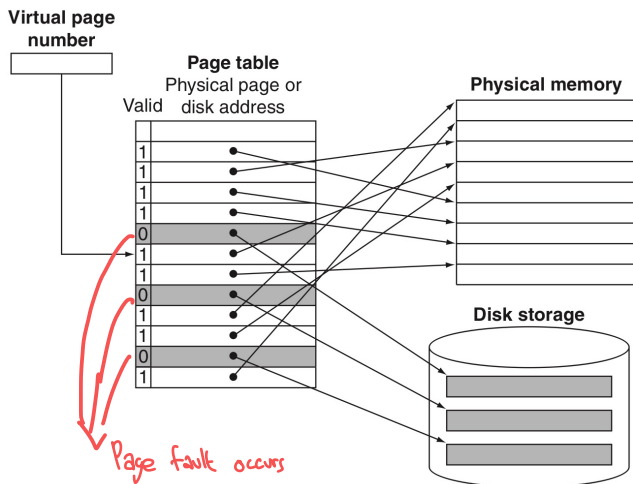 Virtual page
number
Page table
Physical page or
disk address
Valid
Physical memory
1
1
1
1
0
1
1
0
1
1
0
1
Disk storage
Page fault occurs